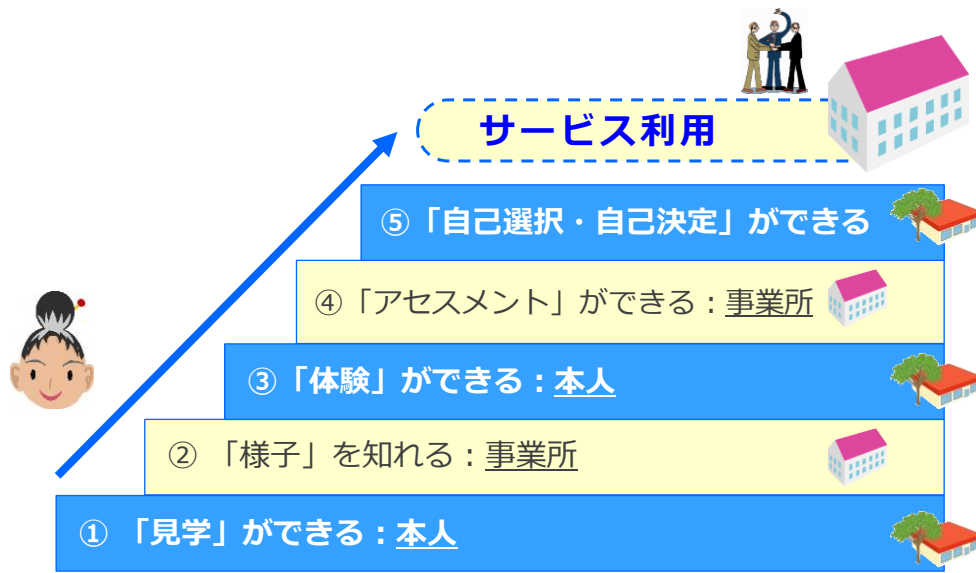 サービス利用
⑤「自己選択・自己決定」ができる
④「アセスメント」ができる：事業所
③「体験」ができる：本人
② 「様子」を知れる：事業所
① 「見学」ができる：本人